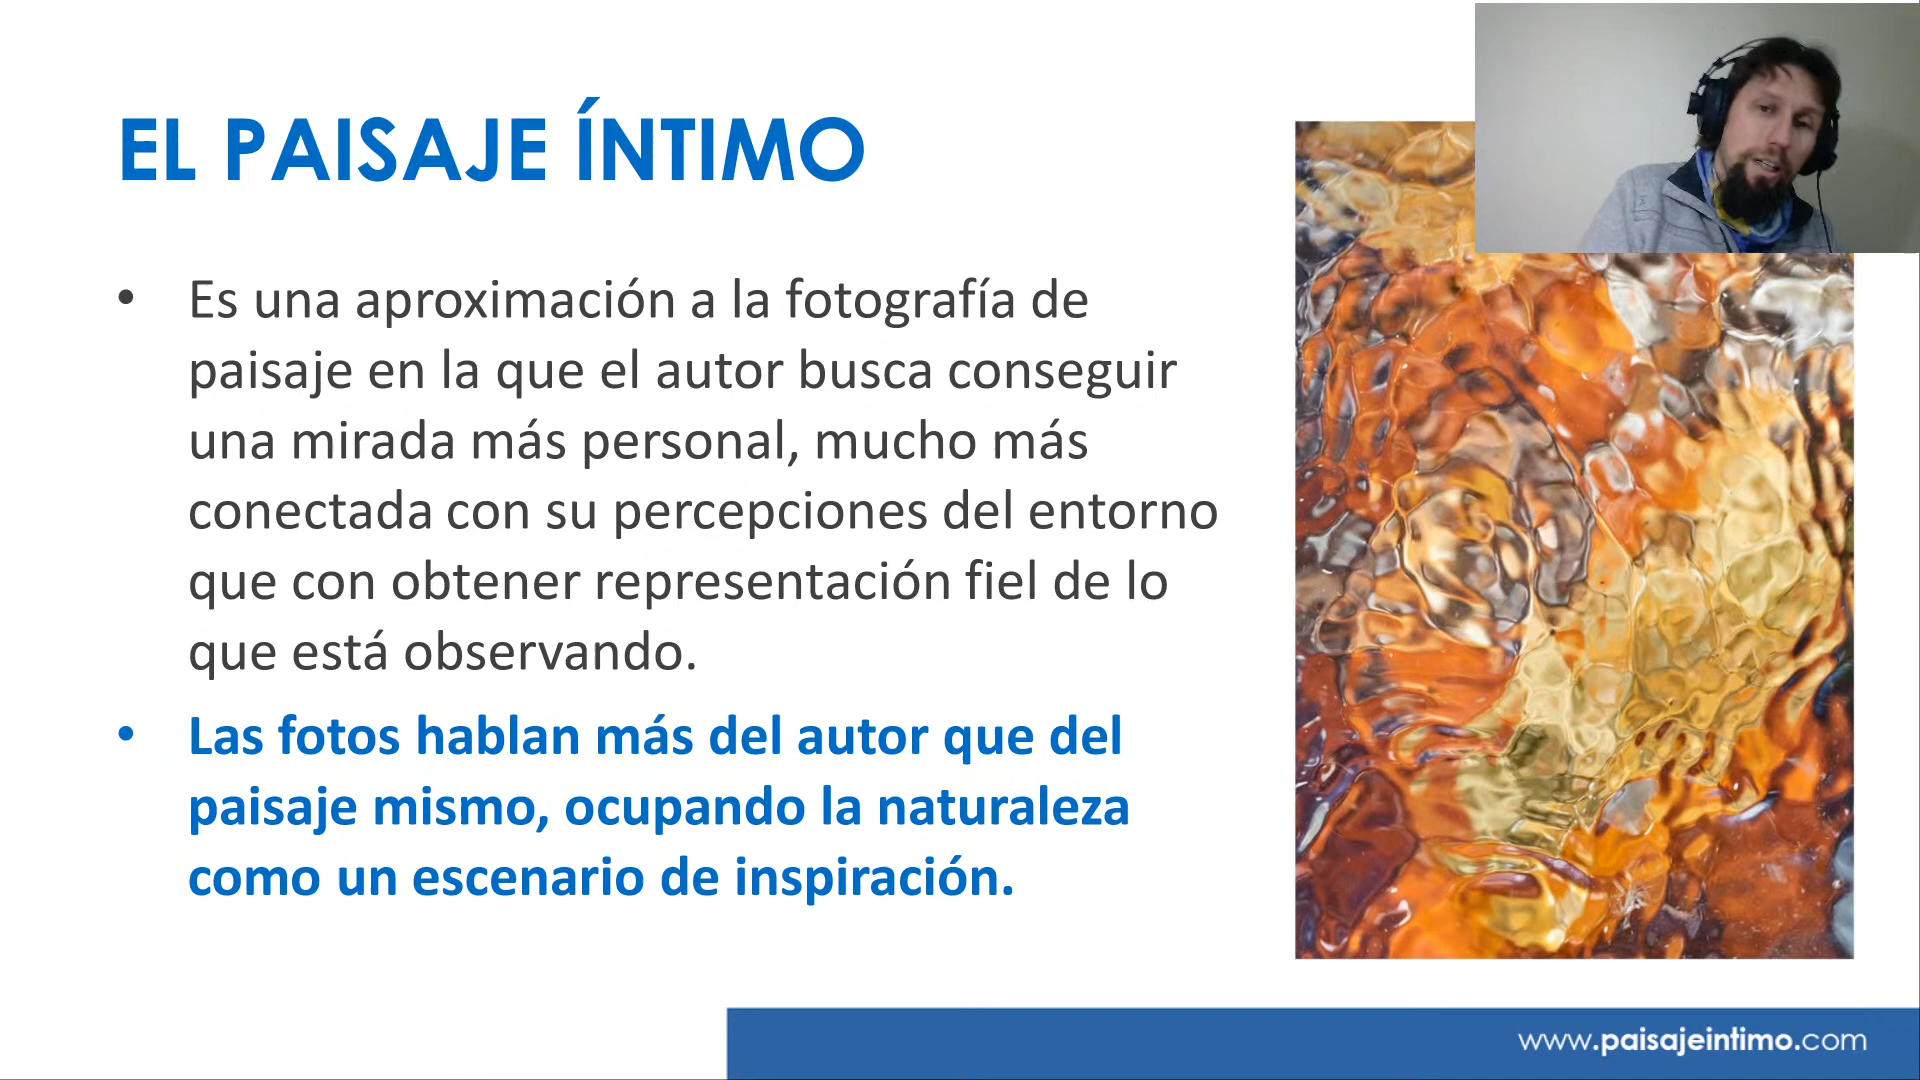 EL PAISAJE ÍNTIMO
• Es una aproximación a la fotografía de
paisaje en la que el autor busca conseguir
una mirada más personal, mucho más
conectada con su percepciones del entorno
que con obtener representación fiel de lo
que está observando.
• Las fotos hablan más del autor que del
paisaje mismo, ocupando la naturaleza
como un escenario de inspiración.
www.paisajeintimo.com